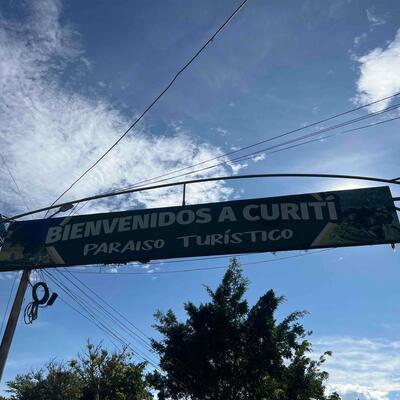 BIENVENIDOS A CURITÍ
PARAISO TURÍSTICO